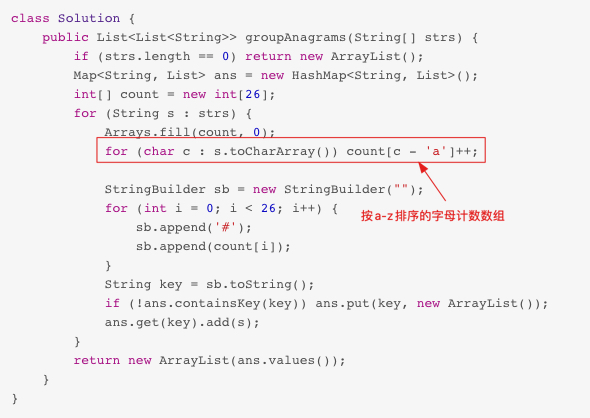 class Solution {
    public List<List<String>> groupAnagrams(String[] strs) {
        if (strs.length == 0) return new ArrayList();
        Map<String, List> ans = new HashMap<String, List>();
        int[] count = new int[26];
        for (String s : strs) {
            Arrays.fill(count, 0);
            for (char c : s.toCharArray()) count[c - 'a']++;
            StringBuilder sb = new StringBuilder("");
            for (int i = 0; i < 26; i++) {
按a-z排序的字母计数数组
                sb.append('#');
                sb.append(count[i]);
            }
            String key = sb.toString();
            if (!ans.containsKey(key)) ans.put(key, new ArrayList());
            ans.get(key).add(s);
        }
        return new ArrayList(ans.values());
    }
}